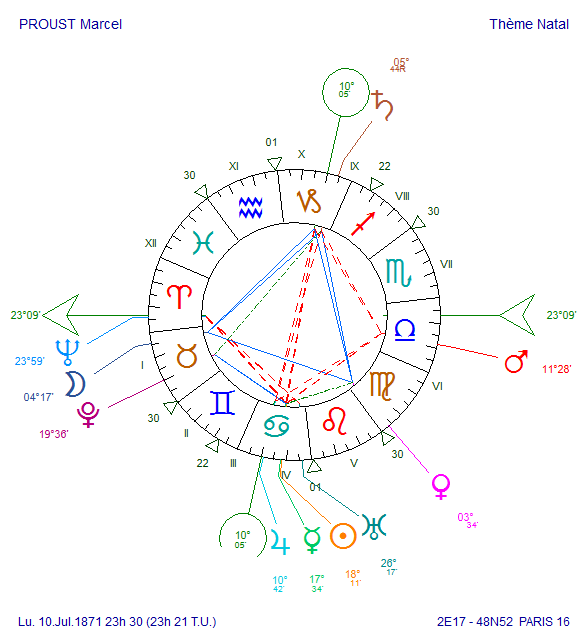 PROUST Marcel
Thème Natal
05°
44R
10°
05'
01
X
IX
22
XI
VIII
30
30
XII
VII
23°09'
23°09'
23°59'
I
04°17'
VI
11°28'
19°36'
30
II
22
III
IV
01
V
30
03°
34'
10°
05'
10°
42'
17°
34'
18°
11'
26°
17'
Lu. 10.Jul.1871 23h 30 (23h 21 T.U.)
2E17 - 48N52 PARIS 16